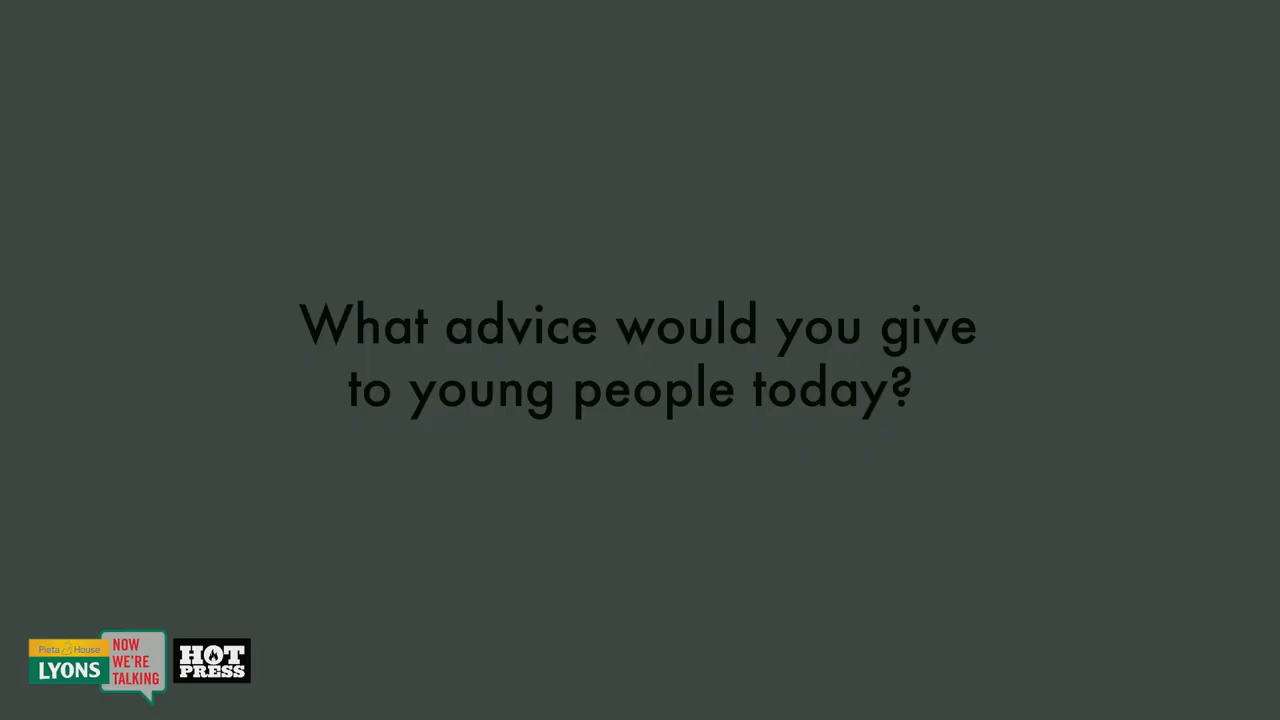 What advice would you give
to young people today?
Pieta House
LYONS
NOW
WE'RE
TALKING
HOT
PRESS